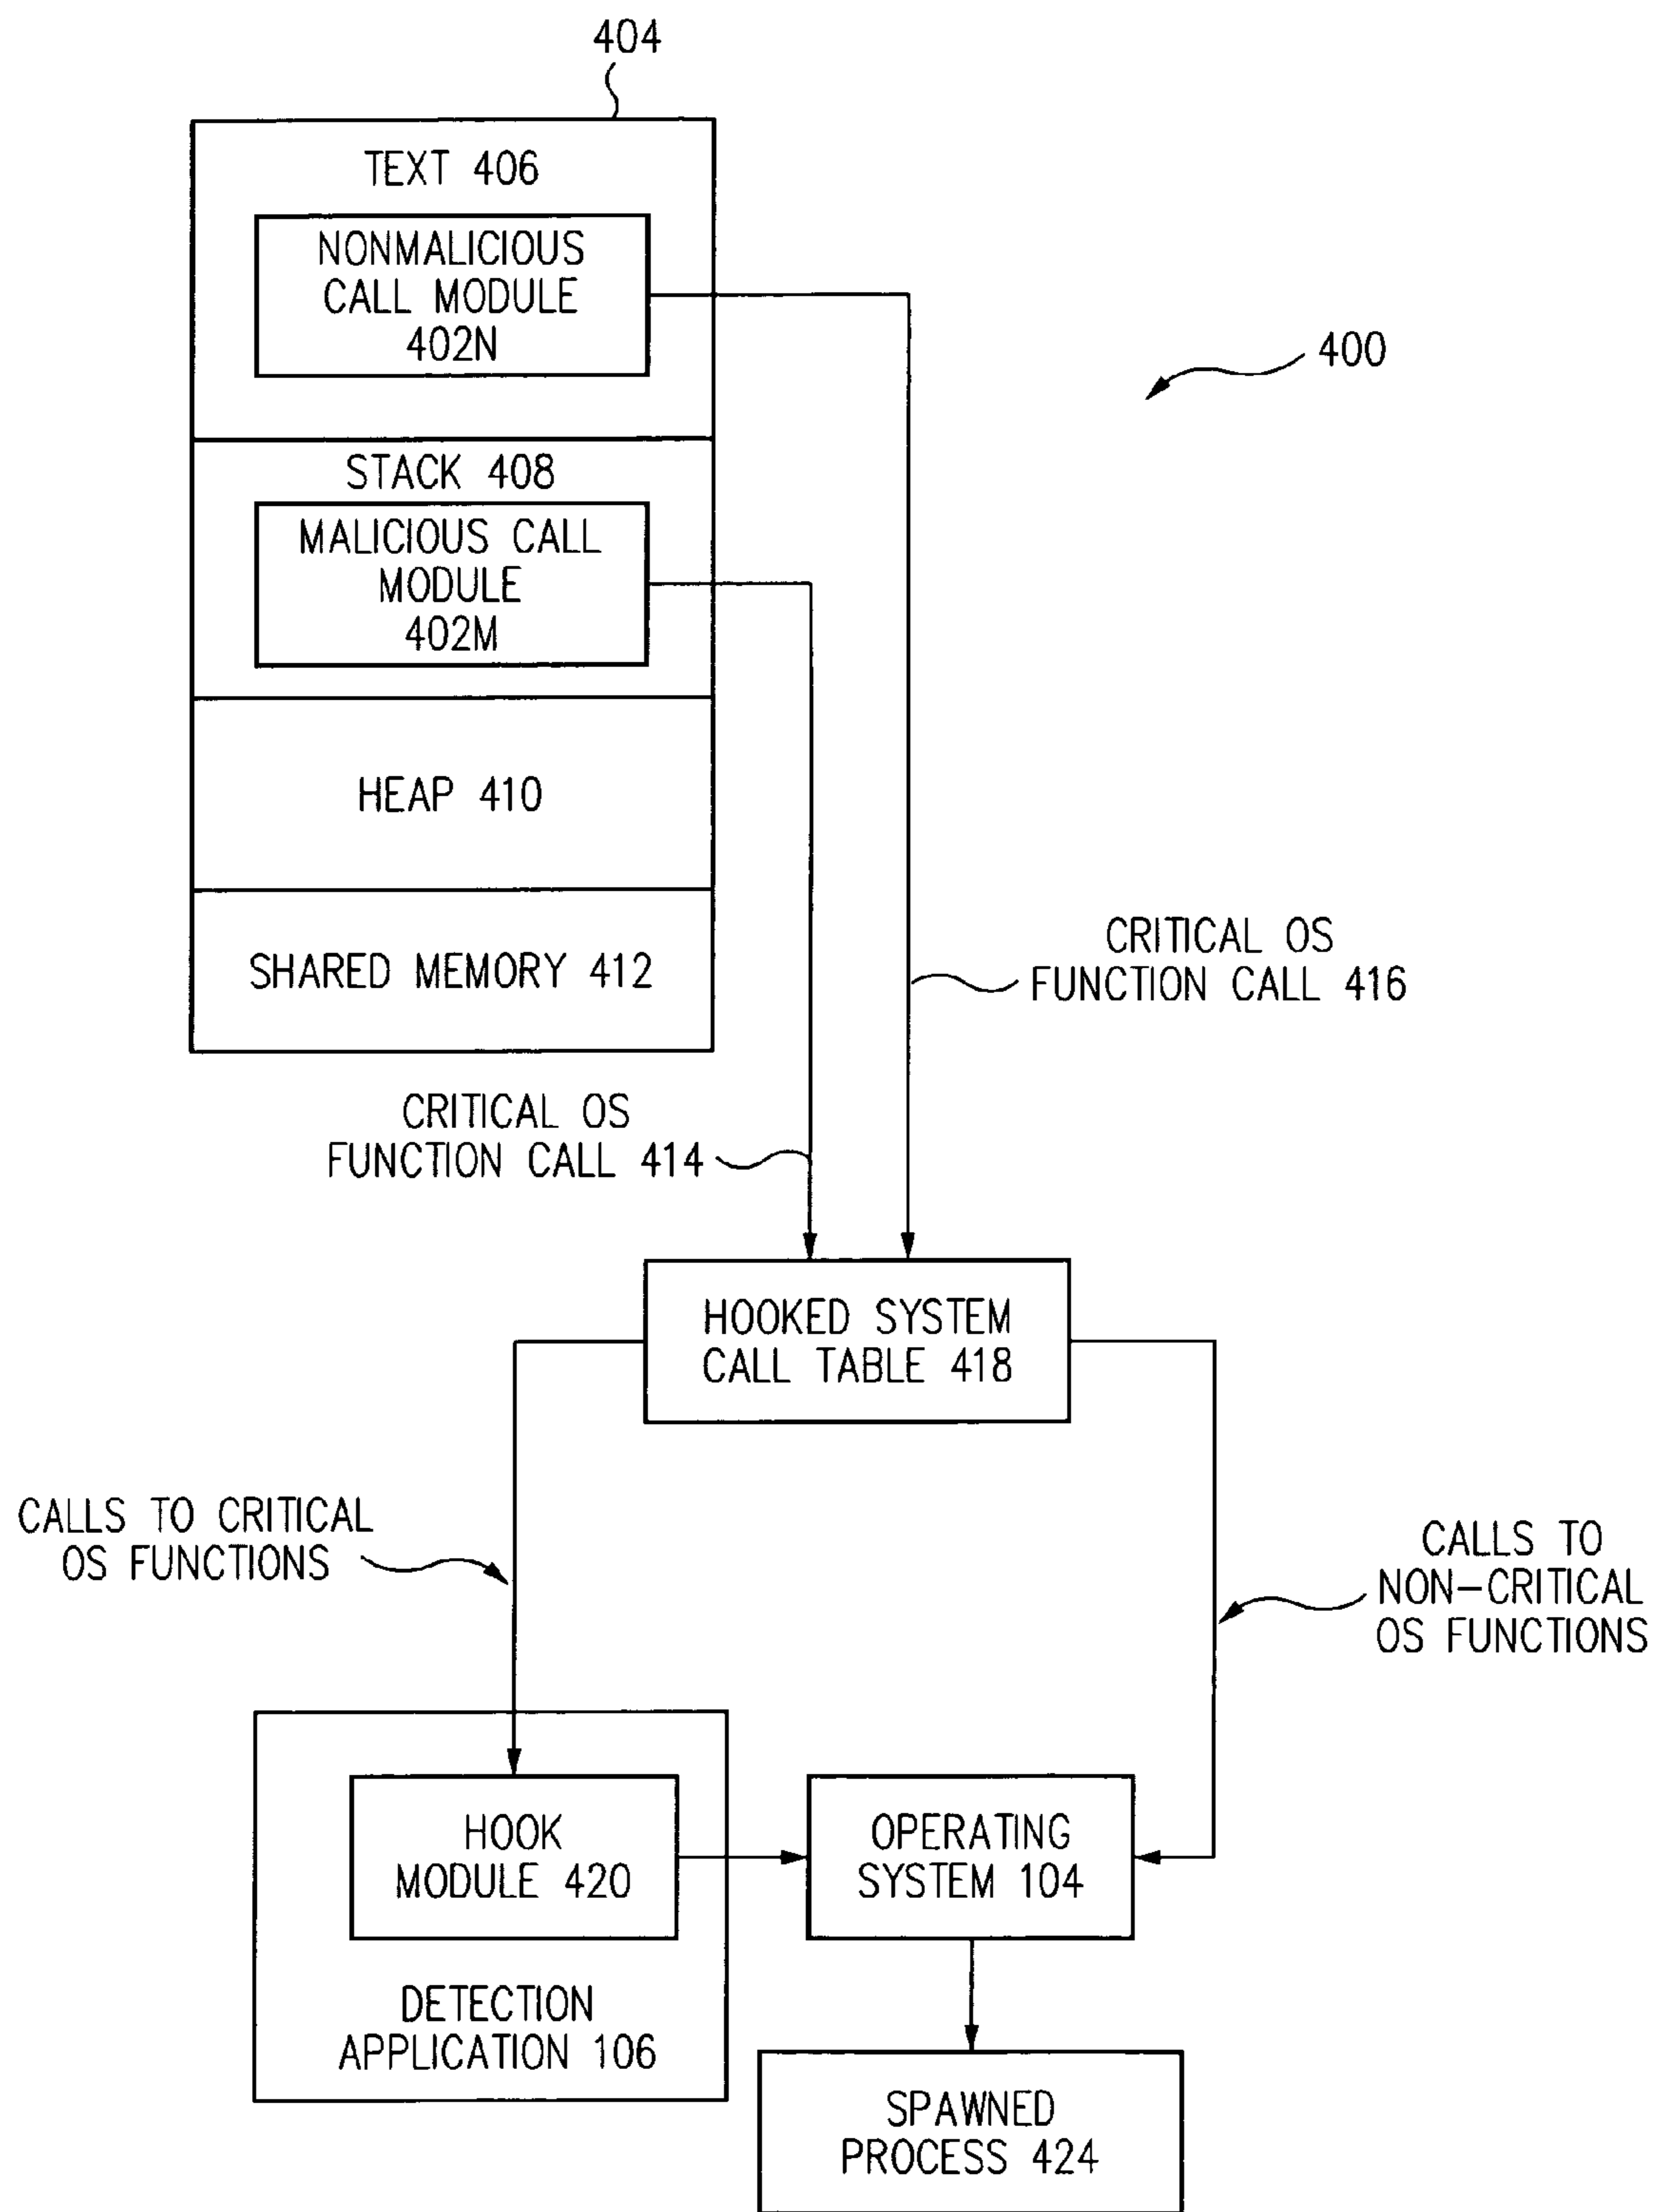 404
TEXT 406
NONMALICIOUS
CALL MODULE
402N
400
STACK 408
MALICIOUS CALL
MODULE
402M
HEAP 410
SHARED MEMORY 412
CRITICAL OS
FUNCTION CALL 416
CRITICAL OS
FUNCTION CALL 414
HOOKED SYSTEM
CALL TABLE 418
CALLS TO CRITICAL
OS FUNCTIONS
CALLS TO
NON-CRITICAL
OS FUNCTIONS
HOOK
MODULE 420
OPERATING
SYSTEM 104
DETECTION
APPLICATION 106
SPAWNED
PROCESS 424